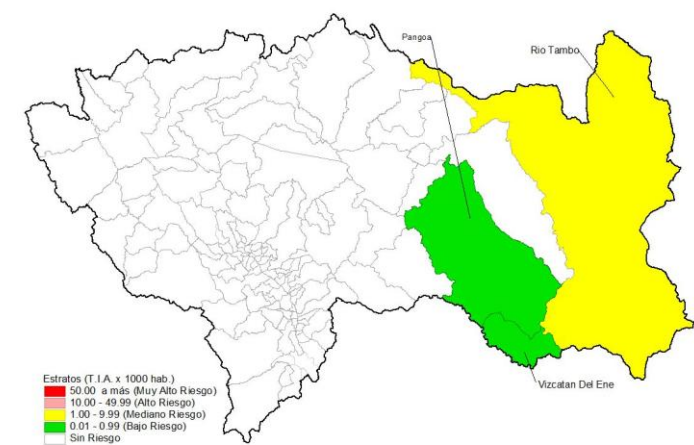 Pangoa
Rio Tambo
Vizcatan Del Ene
Estratos (T.I.A. x 1000 hab.)
50.00 a más (Muy Alto Riesgo)
10.00 - 49.99 (Alto Riesgo)
1.00 - 9.99 (Mediano Riesgo)
0.01 - 0.99 (Bajo Riesgo)
Sin Riesgo